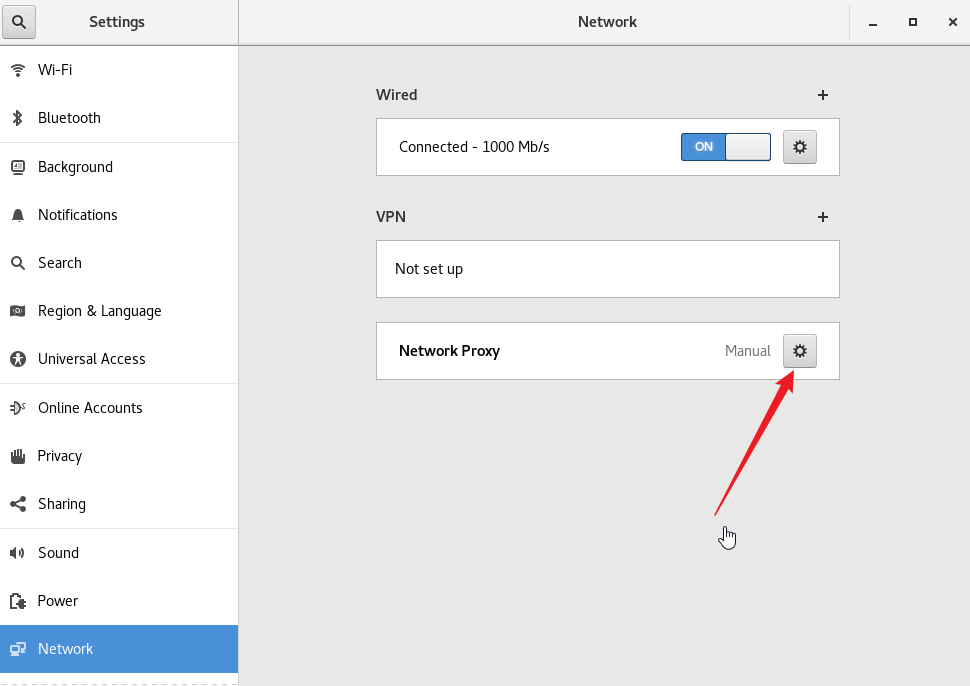 Settings
Network
Wi-Fi
Bluetooth
Background
Notifications
Search
Region & Language
Universal Access
Online Accounts
Privacy
Sharing
Sound
Power
Network
Wired
Connected - 1000 Mb/s
ON
VPN
Not set up
Network Proxy
Manual